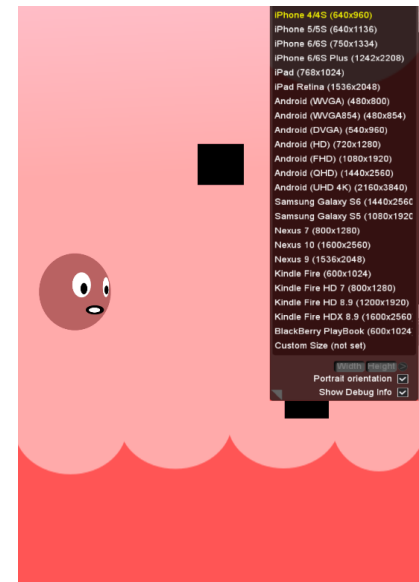 iPhone 4/4S (640x960)
iPhone 5/5S (640x1136)
iPhone 6/6S (750x1334)
iPhone 6/6S Plus (1242x2208)
iPad (768x1024)
iPad Retina (1536x2048)
Android (WVGA) (480x800)
Android (WVGA854) (480x854)
Android (DVGA) (540x960)
Android (HD) (720x1280)
Android (FHD) (1080x1920)
Android (QHD) (1440x2560)
Android (UHD 4K) (2160x3840)
Samsung Galaxy S6 (1440x2560
Samsung Galaxy S5 (1080x1920
Nexus 7 (800x1280)
Nexus 10 (1600x2560)
Nexus 9 (1536x2048)
Kindle Fire (600x1024)
Kindle Fire HD 7 (800x1280)
Kindle Fire HD 8.9 (1200x1920)
Kindle Fire HDX 8.9 (1600x2560)
BlackBerry PlayBook (600x1024
Custom Size (not set)
Width Height >
Portrait orientation
Show Debug Info